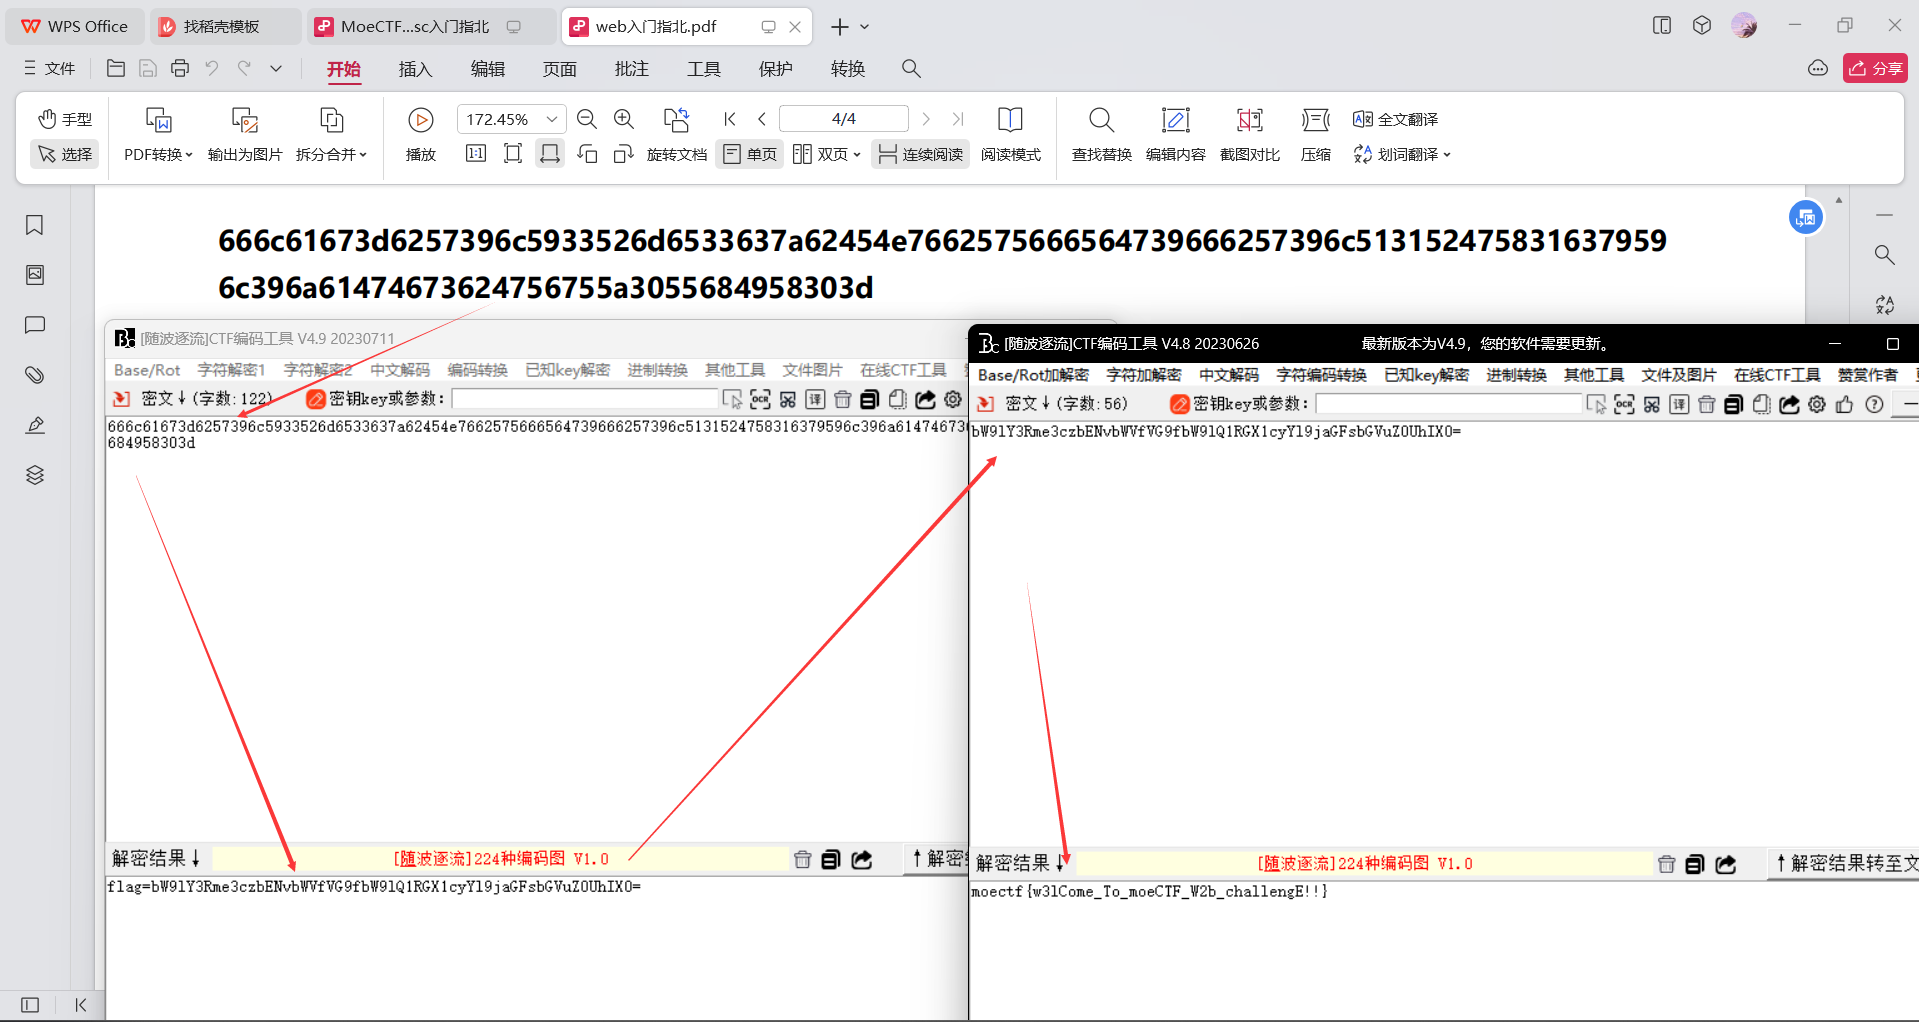 WPS Office 找稻壳模板 MoeCTF...sc入门指北 web入门指北.pdf
文件 开始 插入 编辑 页面 批注 工具 保护 转换 分享
手型 172.45% 4/4 全文翻译
选择 PDF转换 输出为图片 拆分合并 播放 1:1 旋转文档 单页 双页 连续阅读 阅读模式 查找替换 编辑内容 截图对比 压缩 划词翻译
666c61673d6257396c5933526d6533637a62454e7662575666564739666257396c51315247583163795​9
6c396a61474673624756755a3055684958303d
[随波逐流]CTF编码工具 V4.9 20230711
Base/Rot 字符解密1 字符解密2 中文解码 编码转换 已知key解密 进制转换 其他工具 文件图片 在线CTF工具
密文↓(字数:122) 密钥key或参数: OCR 译
666c61673d6257396c5933526d6533637a62454e7662575666564739666257396c5131524758316379596c396a6147467
684958303d
解密结果↓ [随波逐流]224种编码图 V1.0
flag=bW9lY3Rme3czbENvbWVfVG9fbW9lQ1RGX1cyYl9jaGFsbGVuZ0UhIX0=
[随波逐流]CTF编码工具 V4.8 20230626 最新版本为V4.9，您的软件需要更新。
Base/Rot加解密 字符加解密 中文解码 字符编码转换 已知key解密 进制转换 其他工具 文件及图片 在线CTF工具 赞赏作者
密文↓(字数:56) 密钥key或参数: OCR 译
bW9lY3Rme3czbENvbWVfVG9fbW9lQ1RGX1cyYl9jaGFsbGVuZ0UhIX0=
解密结果↓ [随波逐流]224种编码图 V1.0 ↑解密结果转至文
moectf{w3lCome_To_moeCTF_W2b_challengE!!}